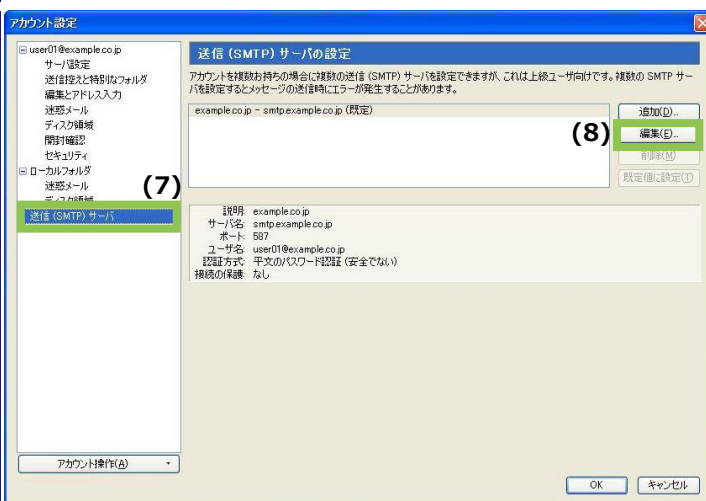 アカウント設定
user01@example.co.jp
サーバ設定
送信控えと特別なフォルダ
編集とアドレス入力
迷惑メール
ディスク領域
開封確認
セキュリティ
ローカルフォルダ
迷惑メール
ディスク領域
(7)
送信 (SMTP) サーバ
アカウント操作(A)
送信 (SMTP) サーバの設定
アカウントを複数お持ちの場合に複数の送信 (SMTP) サーバを設定できますが、これは上級ユーザ向けです。複数の SMTP サー
バを設定するとメッセージの送信時にエラーが発生することがあります。
example.co.jp - smtp.example.co.jp (既定)
追加(D)...
(8)
編集(E)...
削除(M)
既定値に設定(T)
説明: example.co.jp
サーバ名: smtp.example.co.jp
ポート: 587
ユーザ名: user01@example.co.jp
認証方式: 平文のパスワード認証 (安全でない)
接続の保護: なし
OK
キャンセル